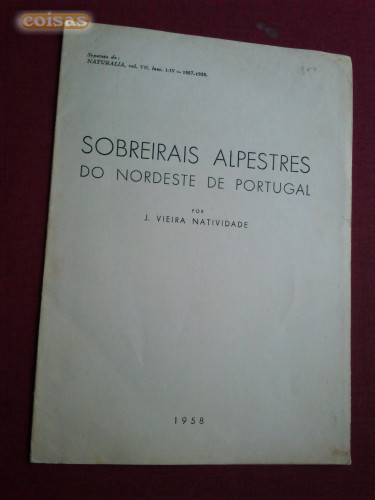 coisas
Separata de:
NATURALIA, vol. VII, fasc. I-IV — 1957-1958.
SOBREIRAIS ALPESTRES
DO NORDESTE DE PORTUGAL
POR
J. VIEIRA NATIVIDADE
1958